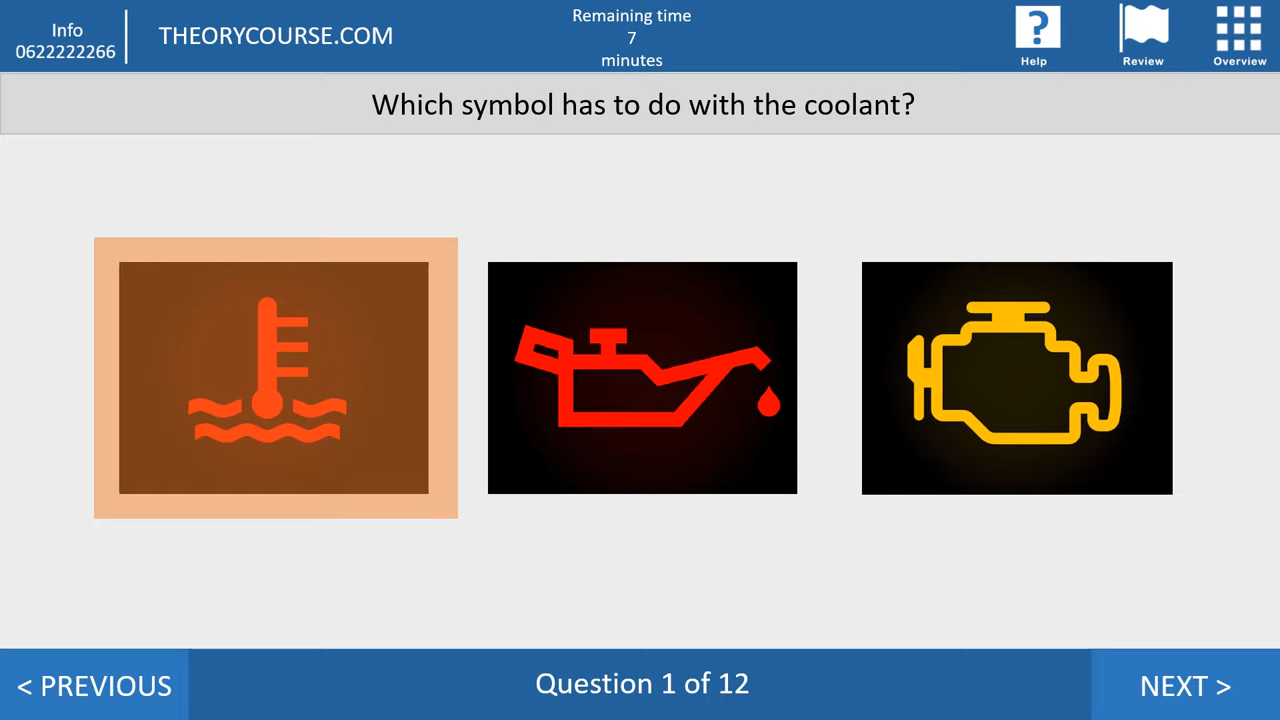 Info
0622222266
THEORYCOURSE.COM
Remaining time
7
minutes
Help
Review
Overview
Which symbol has to do with the coolant?
< PREVIOUS
Question 1 of 12
NEXT >